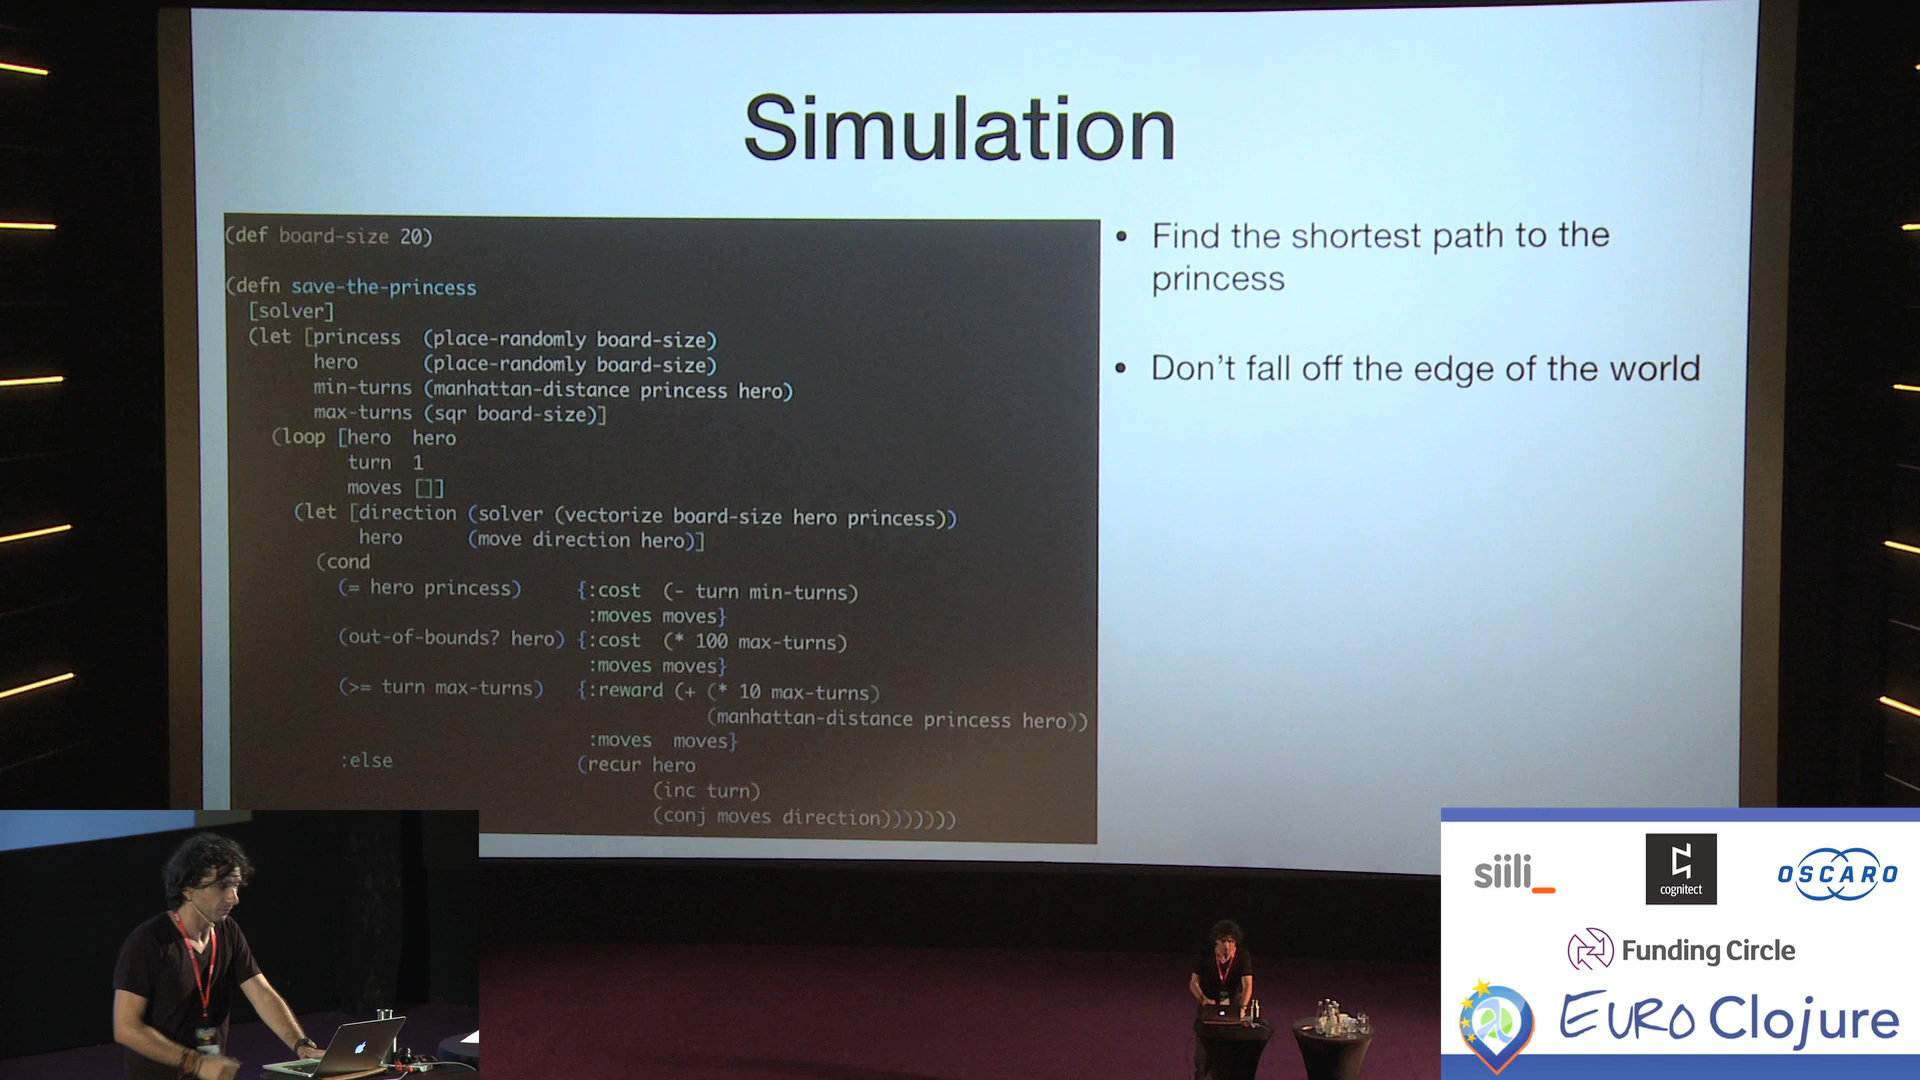 Simulation
(def board-size 20)
(defn save-the-princess
[solver]
(let [princess (place-randomly board-size)
hero (place-randomly board-size)
min-turns (manhattan-distance princess hero)
max-turns (sqr board-size)]
(loop [hero hero
turn 1
moves []]
(let [direction (solver (vectorize board-size hero princess))
hero (move direction hero)]
(cond
(= hero princess) {:cost (- turn min-turns)
:moves moves}
(out-of-bounds? hero) {:cost (* 100 max-turns)
:moves moves}
(>= turn max-turns) {:reward (+ (* 10 max-turns)
(manhattan-distance princess hero))
:moves moves}
:else (recur hero
(inc turn)
(conj moves direction)))))))
• Find the shortest path to the
princess
• Don't fall off the edge of the world
siili_
cognitect
OSCARO
Funding Circle
EURO Clojure